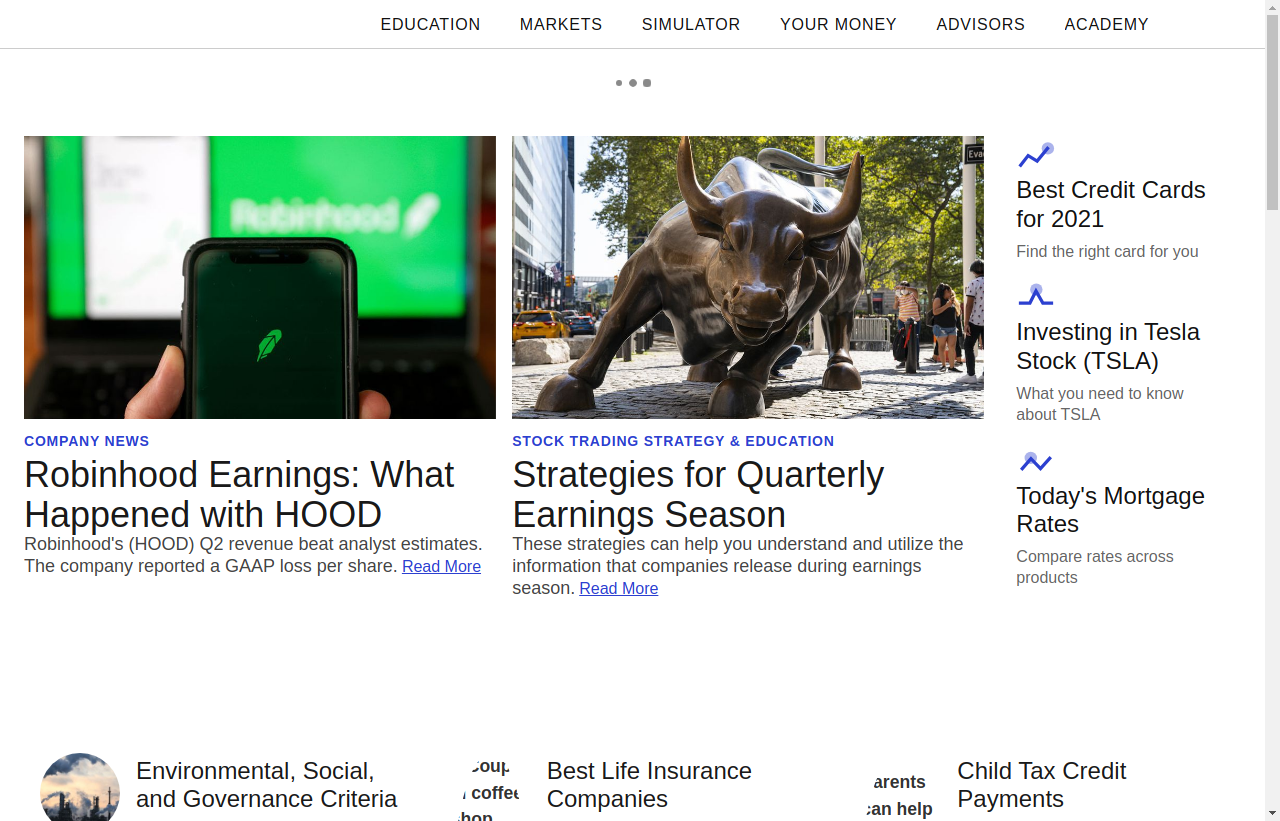 EDUCATION MARKETS SIMULATOR YOUR MONEY ADVISORS ACADEMY
Robinhood
COMPANY NEWS
Robinhood Earnings: What
Happened with HOOD
Robinhood's (HOOD) Q2 revenue beat analyst estimates.
The company reported a GAAP loss per share. Read More
STOCK TRADING STRATEGY & EDUCATION
Strategies for Quarterly
Earnings Season
These strategies can help you understand and utilize the
information that companies release during earnings
season. Read More
Best Credit Cards
for 2021
Find the right card for you
Investing in Tesla
Stock (TSLA)
What you need to know
about TSLA
Today's Mortgage
Rates
Compare rates across
products
Environmental, Social,
and Governance Criteria
coffee
Best Life Insurance
Companies
arents
can help
Child Tax Credit
Payments